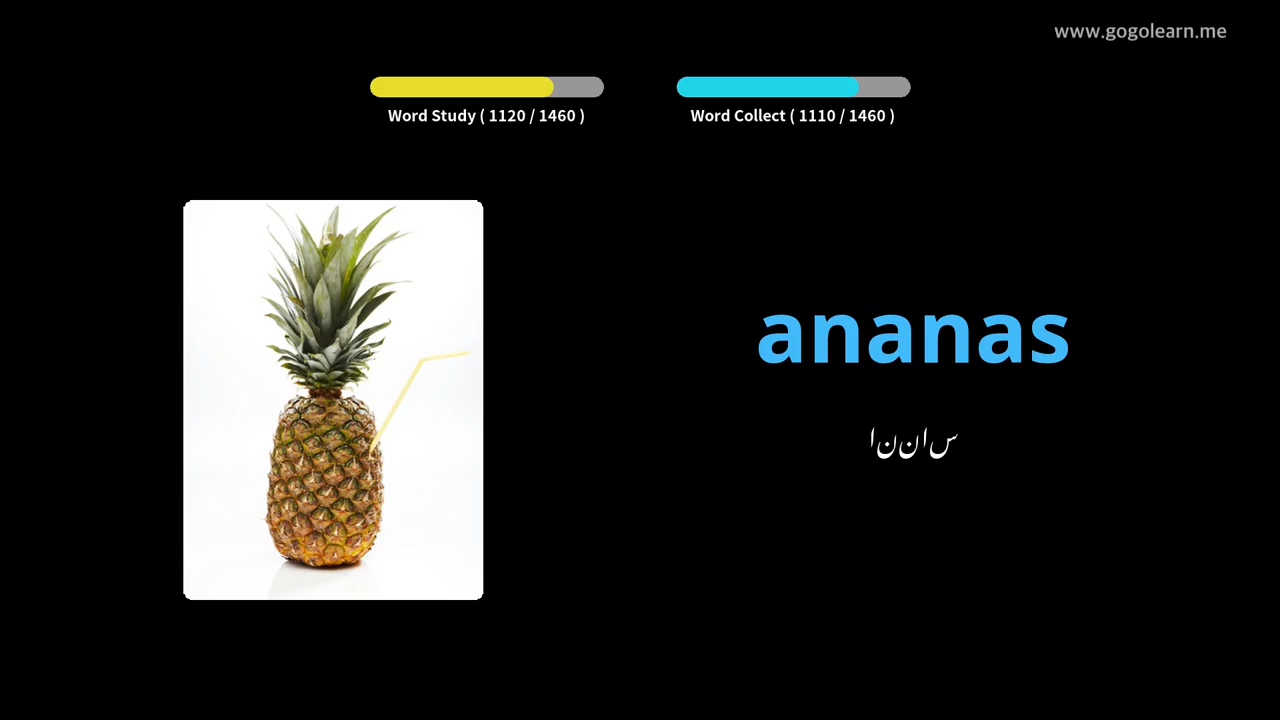 www.gogolearn.me
Word Study ( 1120 / 1460 )
Word Collect ( 1110 / 1460 )
ananas
انناس